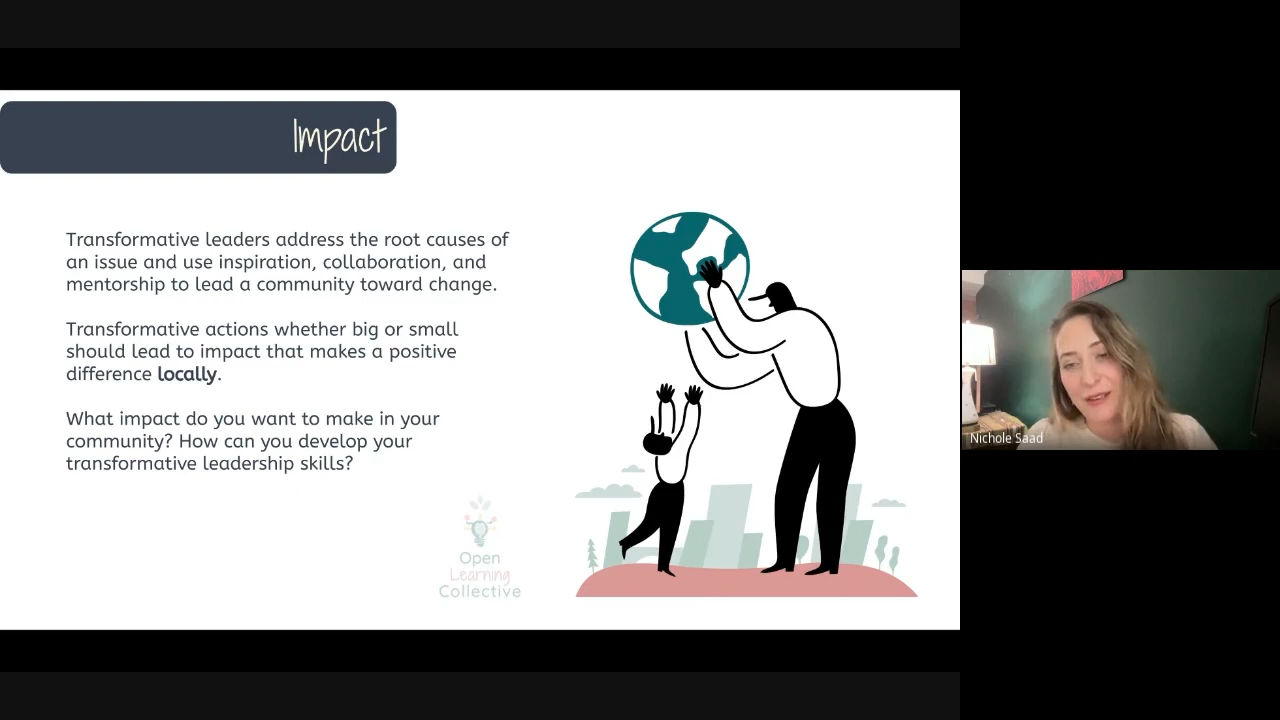 Impact
Transformative leaders address the root causes of
an issue and use inspiration, collaboration, and
mentorship to lead a community toward change.
Transformative actions whether big or small
should lead to impact that makes a positive
difference locally.
What impact do you want to make in your
community? How can you develop your
transformative leadership skills?
Open
Learning
Collective
Nichole Saad